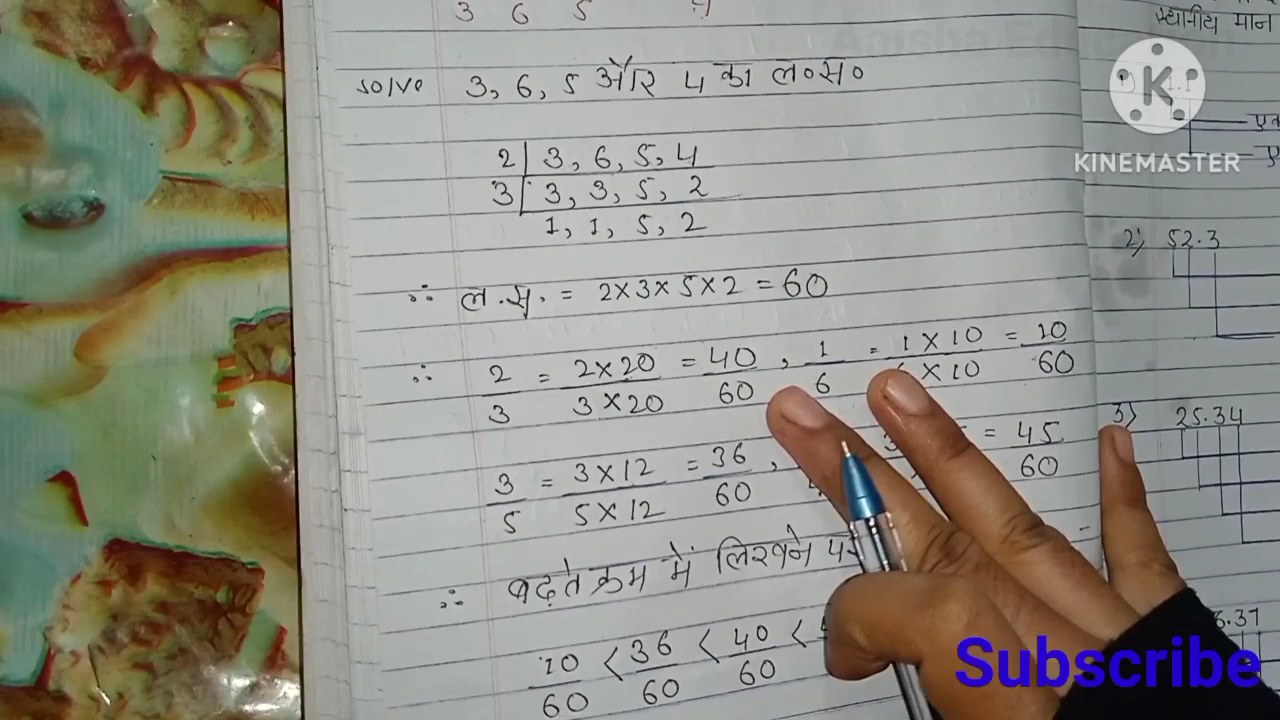 3 6 5
solve 3, 6, 5 और 4 का ल०स०
2 | 3, 6, 5, 4
3 | 3, 3, 5, 2
1, 1, 5, 2
∴ ल.स. = 2×3×5×2 = 60
∴ 2/3 = 2×20/3×20 = 40/60, 1/6 = 1×10/×10 = 10/60
3/5 = 3×12/5×12 = 36/60, = 45/60
∴ बढ़ते क्रम में लिखने
10/60 < 36/60 < 40/60 <
स्थानीय मान
KINEMASTER
2) 52.3
3) 25.34
6.37
Subscribe